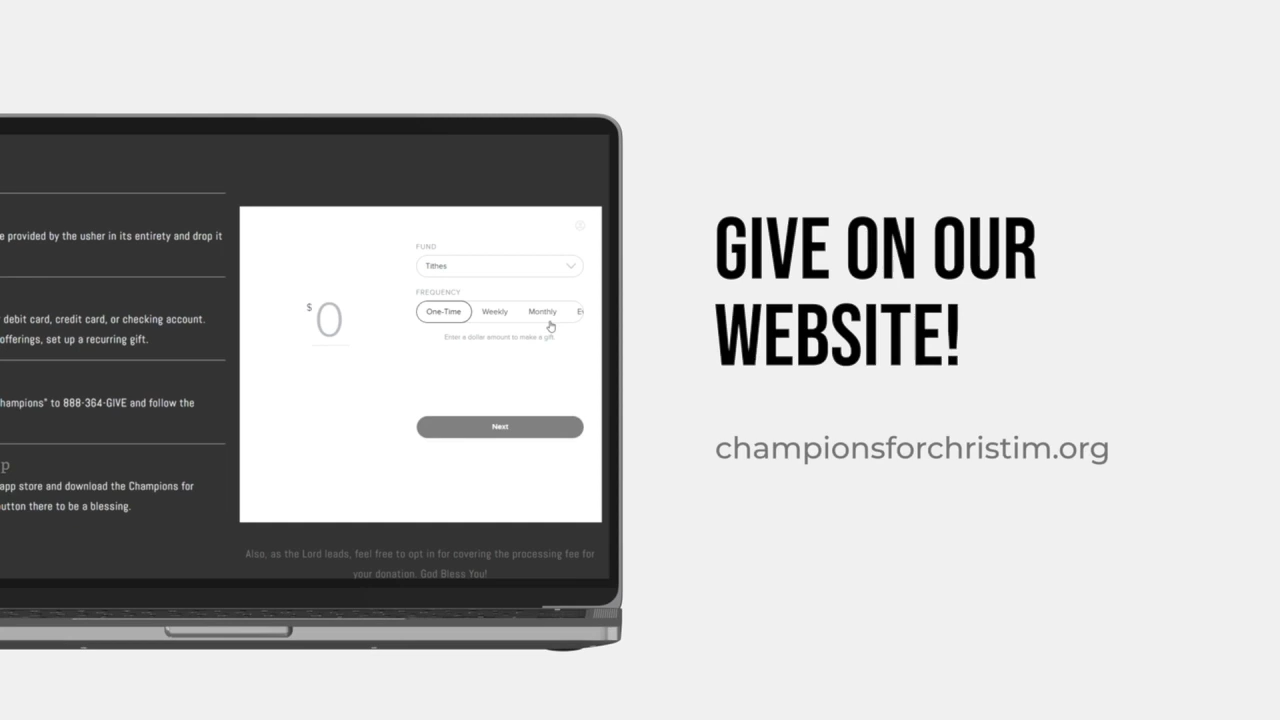 e provided by the usher in its entirety and drop it
debit card, credit card, or checking account.
offerings, set up a recurring gift.
hampions" to 888-364-GIVE and follow the
p
app store and download the Champions for
utton there to be a blessing.
FUND
Tithes
FREQUENCY
One-Time Weekly Monthly
$0
Enter a dollar amount to make a gift.
Next
Also, as the Lord leads, feel free to opt in for covering the processing fee for
your donation. God Bless You!
GIVE ON OUR
WEBSITE!
championsforchristim.org